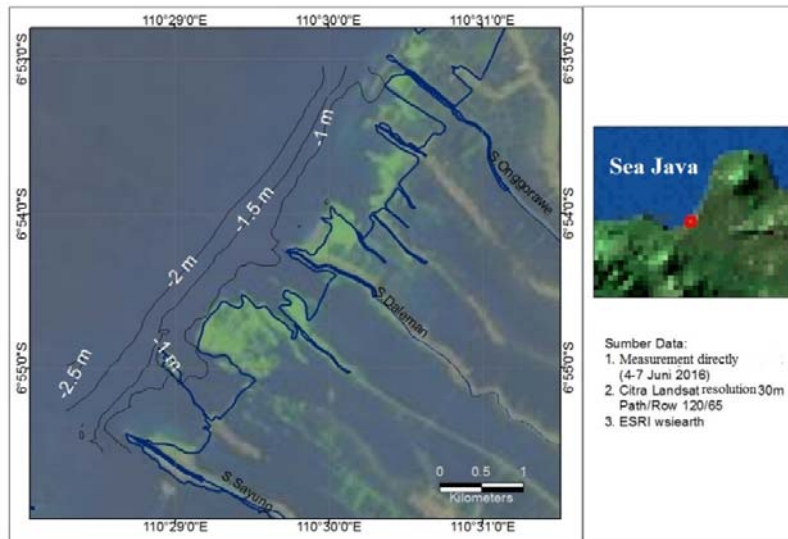 110°29'0"E
110°30'0"E
110°31'0"E
6°53'0"S
6°53'0"S
6°54'0"S
6°54'0"S
6°55'0"S
6°55'0"S
-1 m
-1.5 m
-2 m
-1 m
-2.5 m
S.Onggorawe
S.Daleman
S.Sayung
0 0.5 1
Kilometers
110°29'0"E
110°30'0"E
110°31'0"E
Sea Java
Sumber Data:
1. Measurement directly
(4-7 Juni 2016)
2. Citra Landsat resolution 30m
Path/Row 120/65
3. ESRI wsiearth